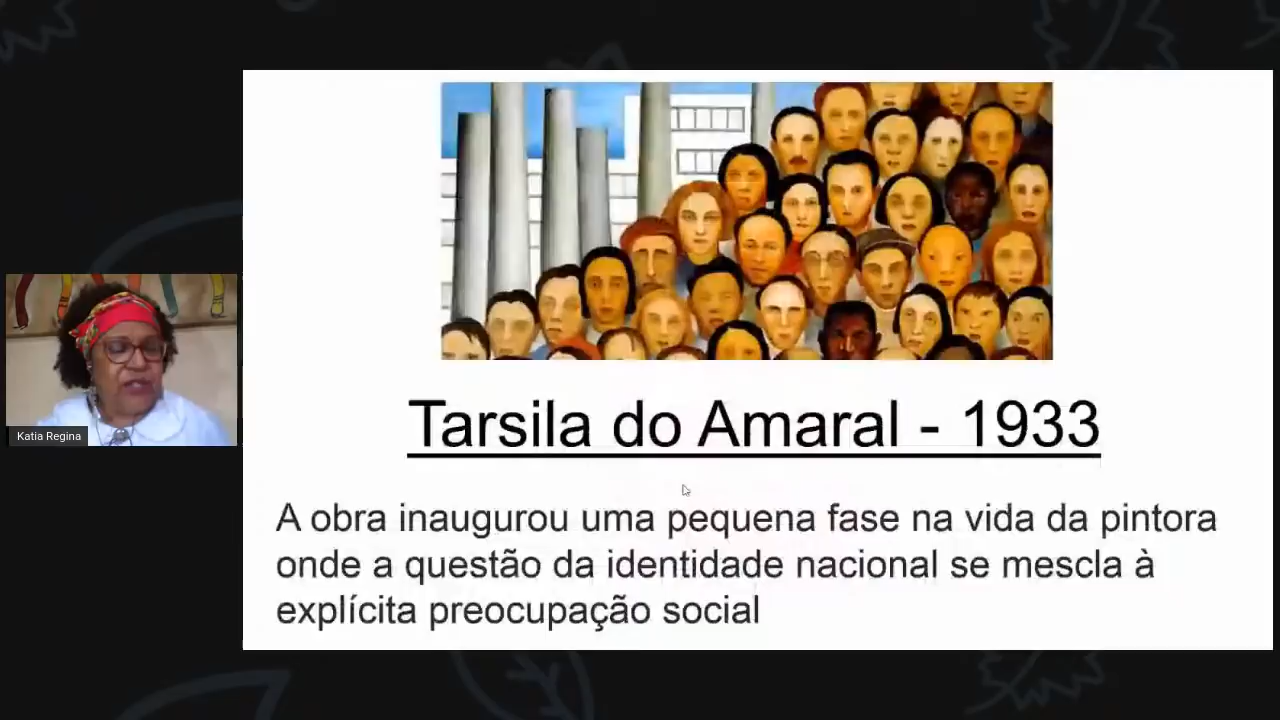 Tarsila do Amaral - 1933
A obra inaugurou uma pequena fase na vida da pintora
onde a questão da identidade nacional se mescla à
explícita preocupação social
Katia Regina